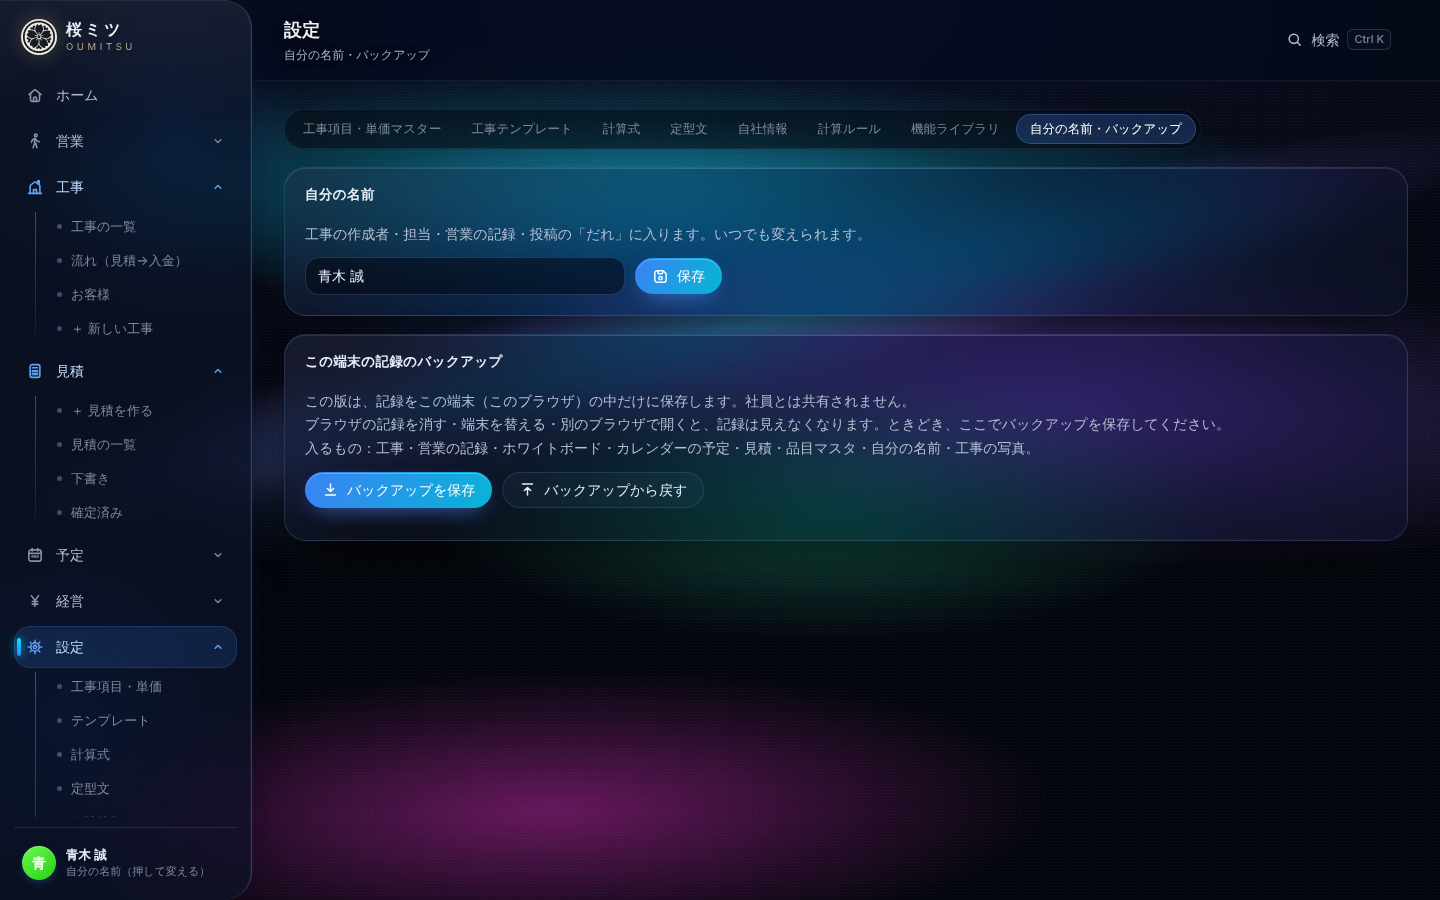 桜ミツ
OUMITSU
ホーム
営業
工事
工事の一覧
流れ（見積→入金）
お客様
＋ 新しい工事
見積
＋ 見積を作る
見積の一覧
下書き
確定済み
予定
経営
設定
工事項目・単価
テンプレート
計算式
定型文
青
青木 誠
自分の名前（押して変える）
設定
自分の名前・バックアップ
検索 Ctrl K
工事項目・単価マスター 工事テンプレート 計算式 定型文 自社情報 計算ルール 機能ライブラリ 自分の名前・バックアップ
自分の名前
工事の作成者・担当・営業の記録・投稿の「だれ」に入ります。いつでも変えられます。
青木 誠
保存
この端末の記録のバックアップ
この版は、記録をこの端末（このブラウザ）の中だけに保存します。社員とは共有されません。
ブラウザの記録を消す・端末を替える・別のブラウザで開くと、記録は見えなくなります。ときどき、ここでバックアップを保存してください。
入るもの：工事・営業の記録・ホワイトボード・カレンダーの予定・見積・品目マスタ・自分の名前・工事の写真。
バックアップを保存
バックアップから戻す